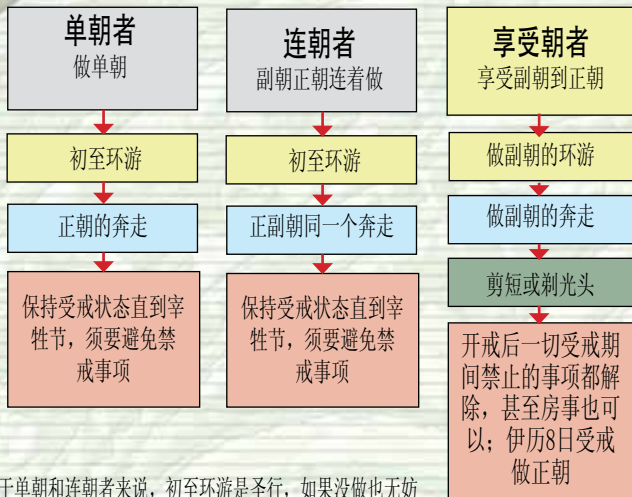 单朝者
做单朝
初至环游
正朝的奔走
保持受戒状态直到宰
牲节，须要避免禁
戒事项
连朝者
副朝正朝连着做
初至环游
正副朝同一个奔走
保持受戒状态直到宰
牲节，须要避免禁
戒事项
享受朝者
享受副朝到正朝
做副朝的环游
做副朝的奔走
剪短或剃光头
开戒后一切受戒期
间禁止的事项都解
除，甚至房事也可
以；伊历8日受戒
做正朝
于单朝和连朝者来说，初至环游是圣行，如果没做也无妨